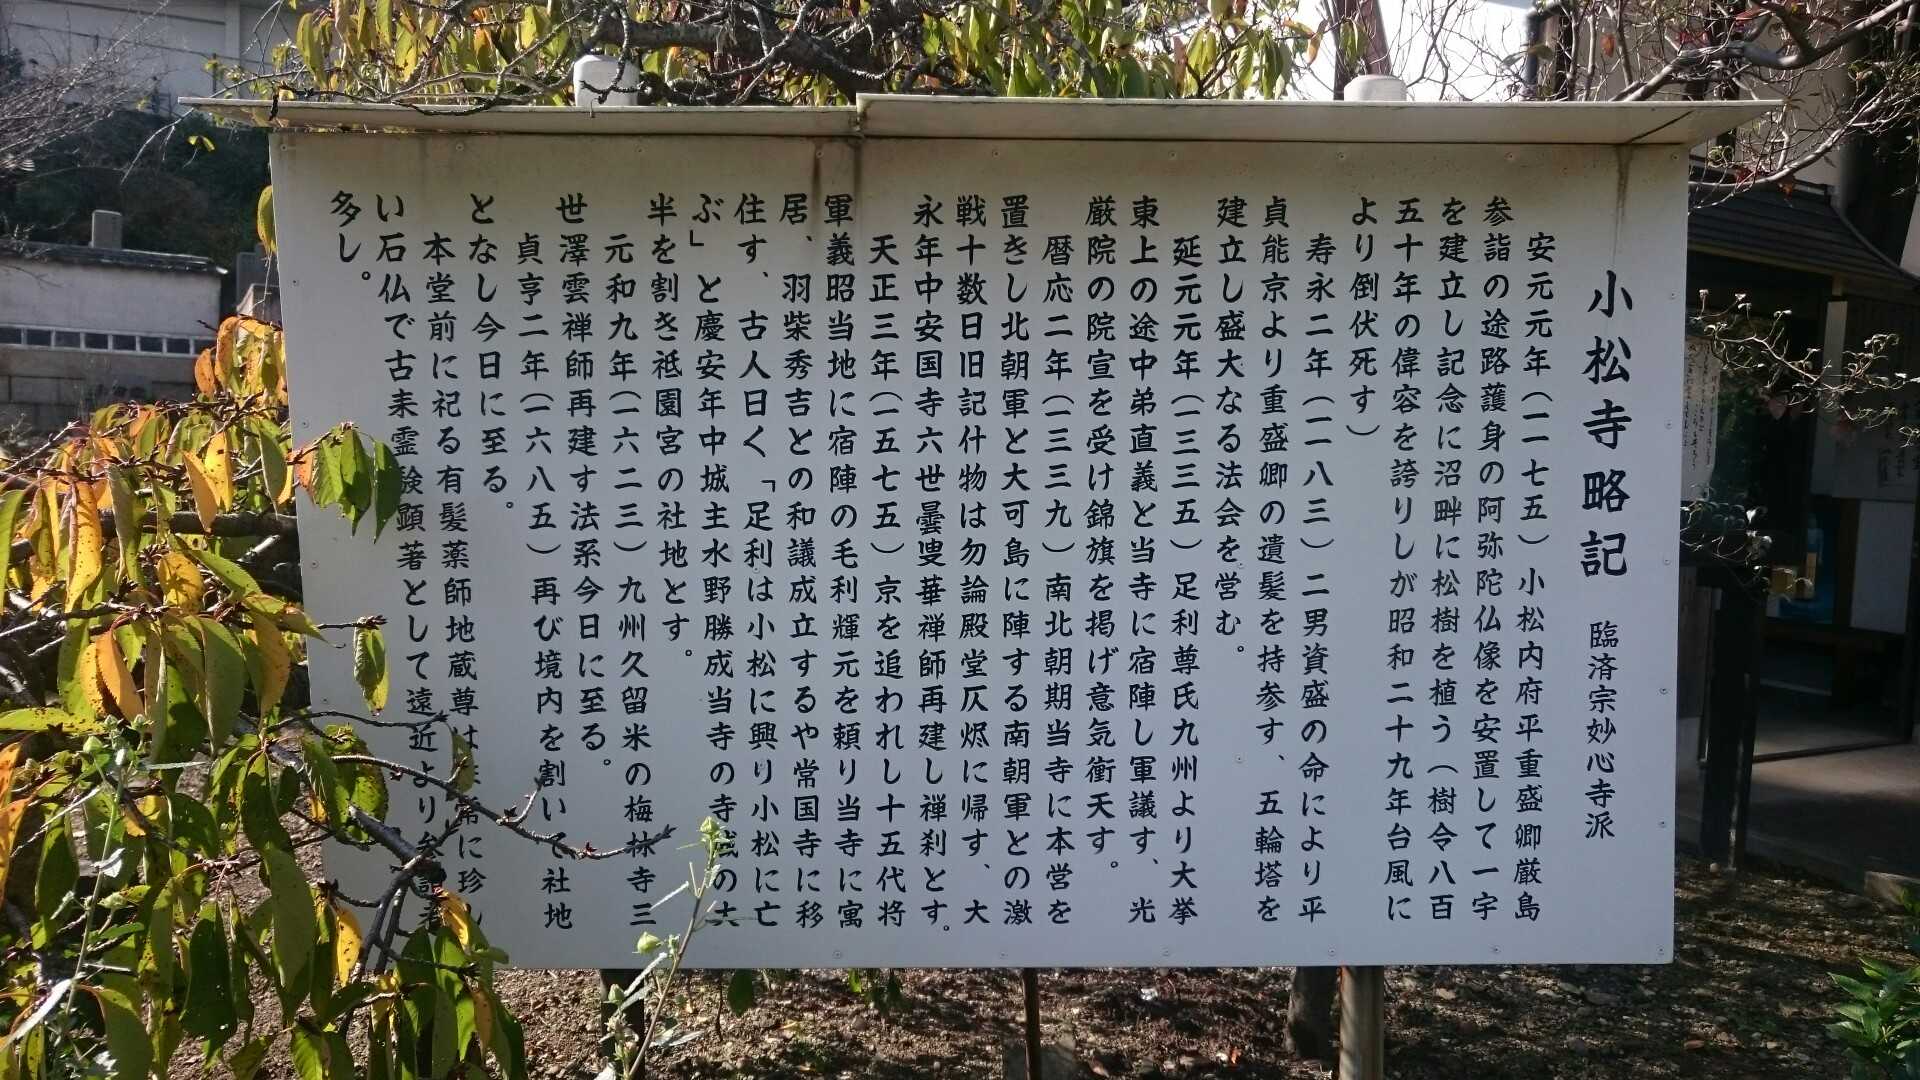 小松寺略記 臨済宗妙心寺派
安元元年(一一七五)小松内府平重盛卿厳島
参詣の途路護身の阿弥陀仏像を安置して一宇
を建立し記念に沼畔に松樹を植う(樹令八百
五十年の偉容を誇りしが昭和二十九年台風に
より倒伏死す)
寿永二年(一一八三)二男資盛の命により平
貞能京より重盛卿の遺髪を持参す、五輪塔を
建立し盛大なる法会を営む。
延元元年(一三三五)足利尊氏九州より大挙
東上の途中弟直義と当寺に宿陣し軍議す、光
厳院の院宣を受け錦旗を掲げ意気衝天す。
暦応二年(一三三九)南北朝期当寺に本営を
置きし北朝軍と大可島に陣する南朝軍との激
戦十数日旧記什物は勿論殿堂仄烬に帰す、大
永年中安国寺六世曇叟華禅師再建し禅刹とす。
天正三年(一五七五)京を追われし十五代将
軍義昭当地に宿陣の毛利輝元を頼り当寺に寓
居、羽柴秀吉との和議成立するや常国寺に移
住す、古人曰く「足利は小松に興り小松に亡
ぶ」と慶安年中城主水野勝成当寺の寺域の大
半を割き祇園宮の社地とす。
元和九年(一六二三)九州久留米の梅林寺三
世澤雲禅師再建す法系今日に至る。
貞亨二年(一六八五)再び境内を割いて社地
となし今日に至る。
本堂前に祀る有髪薬師地蔵尊は 常に珍し
い石仏で古来霊験顕著として遠近より参詣者
多し。